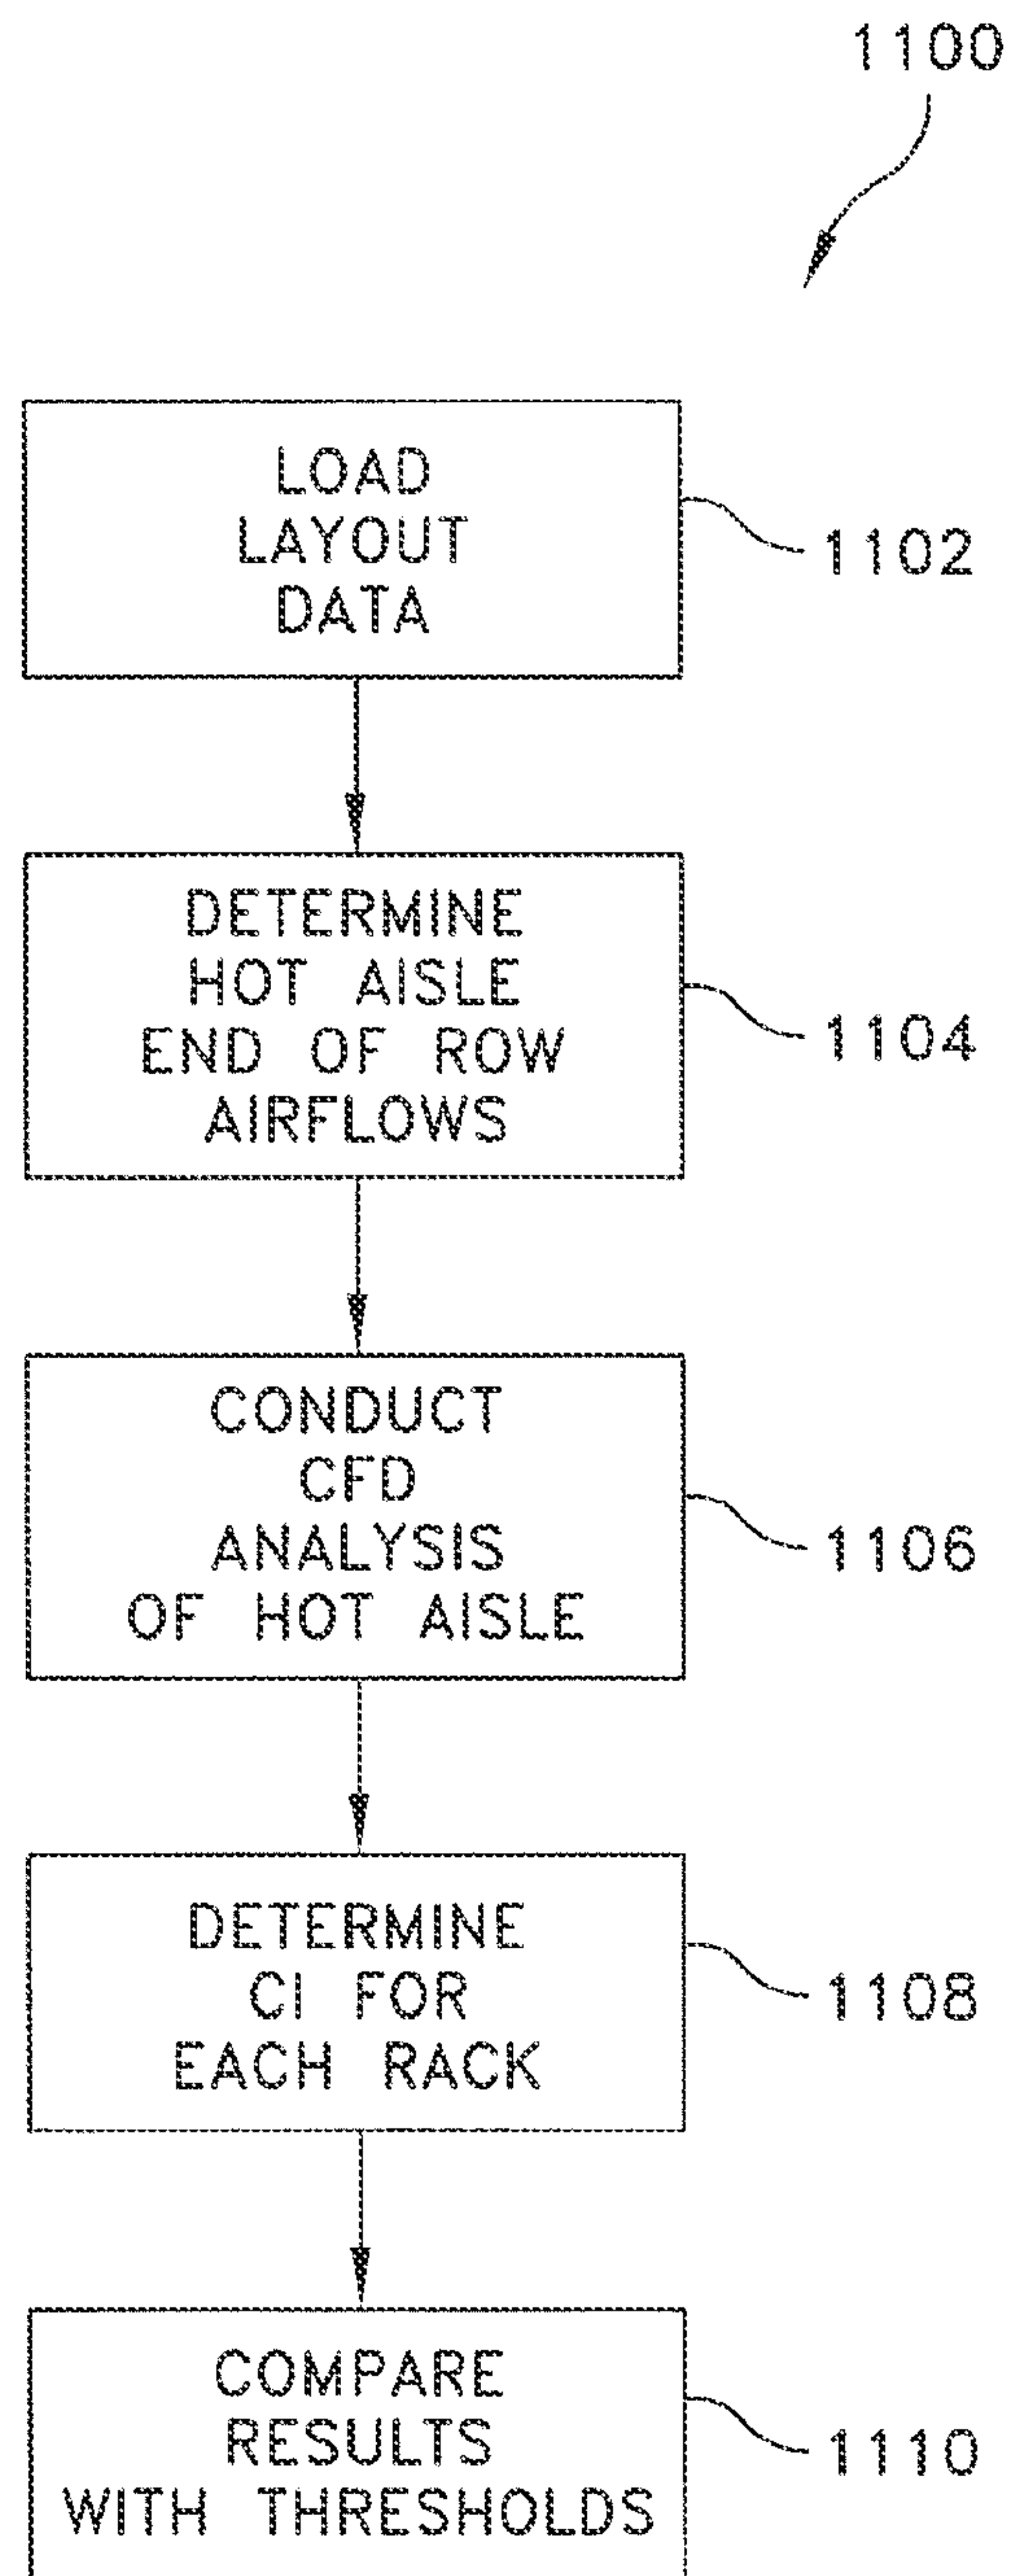 1100
LOAD
LAYOUT
DATA
1102
DETERMINE
HOT AISLE
END OF ROW
AIRFLOWS
1104
CONDUCT
CFD
ANALYSIS
OF HOT AISLE
1106
DETERMINE
CI FOR
EACH RACK
1108
COMPARE
RESULTS
WITH THRESHOLDS
1110